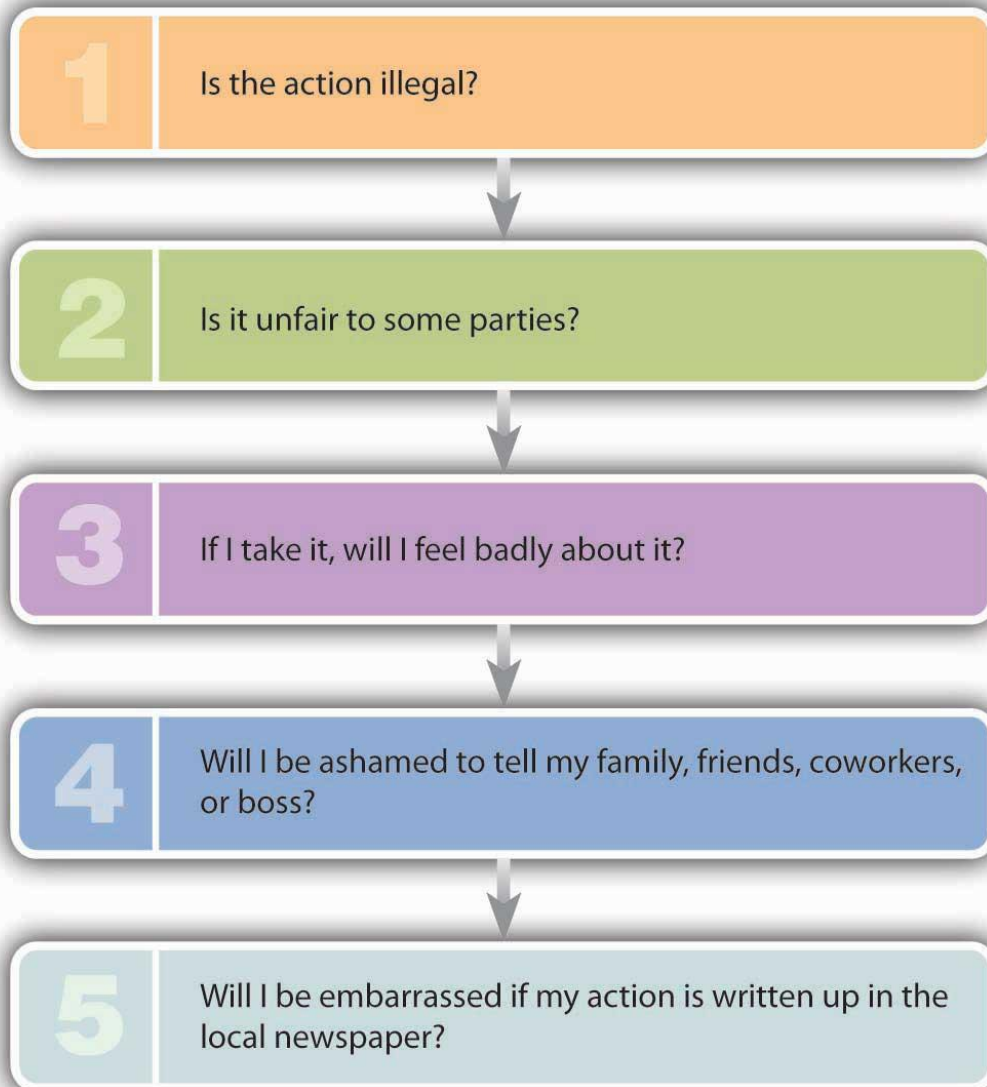 1
Is the action illegal?
2
Is it unfair to some parties?
3
If I take it, will I feel badly about it?
4
Will I be ashamed to tell my family, friends, coworkers,
or boss?
5
Will I be embarrassed if my action is written up in the
local newspaper?